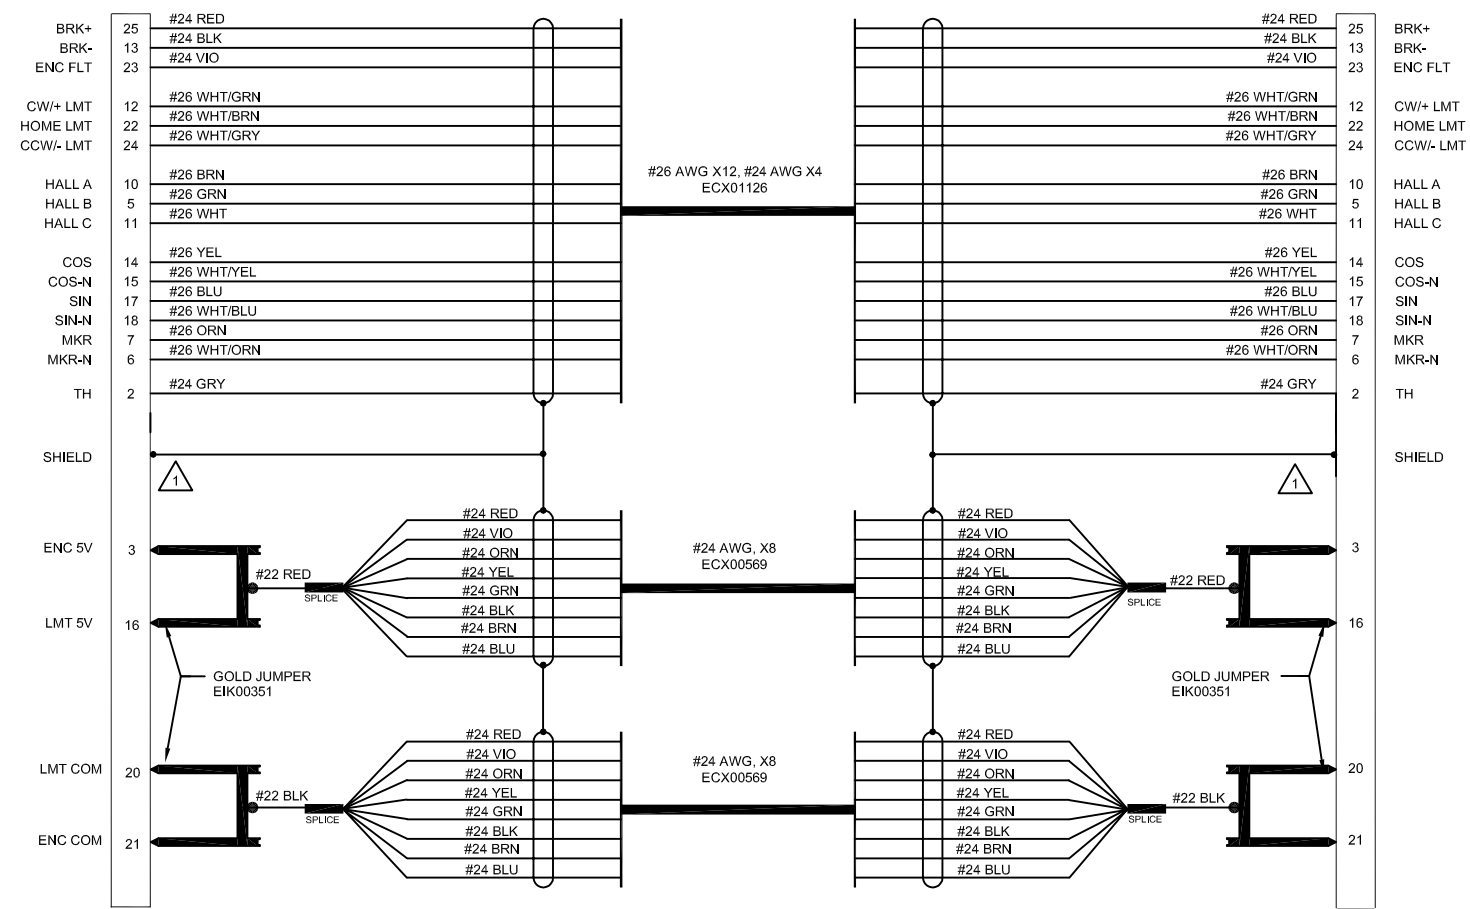 #24 RED #24 RED
BRK+ 25 25 BRK+
#24 BLK #24 BLK
BRK- 13 13 BRK-
#24 VIO #24 VIO
ENC FLT 23 23 ENC FLT
#26 WHT/GRN #26 WHT/GRN
CW/+ LMT 12 12 CW/+ LMT
#26 WHT/BRN #26 WHT/BRN
HOME LMT 22 22 HOME LMT
#26 WHT/GRY #26 WHT/GRY
CCW/- LMT 24 24 CCW/- LMT
#26 AWG X12, #24 AWG X4
ECX01126
#26 BRN #26 BRN
HALL A 10 10 HALL A
#26 GRN #26 GRN
HALL B 5 5 HALL B
#26 WHT #26 WHT
HALL C 11 11 HALL C
#26 YEL #26 YEL
COS 14 14 COS
#26 WHT/YEL #26 WHT/YEL
COS-N 15 15 COS-N
#26 BLU #26 BLU
SIN 17 17 SIN
#26 WHT/BLU #26 WHT/BLU
SIN-N 18 18 SIN-N
#26 ORN #26 ORN
MKR 7 7 MKR
#26 WHT/ORN #26 WHT/ORN
MKR-N 6 6 MKR-N
#24 GRY #24 GRY
TH 2 2 TH
SHIELD SHIELD
1 1
#24 RED #24 RED
#24 VIO #24 VIO
ENC 5V 3 #24 ORN #24 AWG, X8 #24 ORN 3
ECX00569
#22 RED #24 YEL #24 YEL #22 RED
#24 GRN #24 GRN
SPLICE SPLICE
#24 BLK #24 BLK
LMT 5V 16 #24 BRN #24 BRN 16
#24 BLU #24 BLU
GOLD JUMPER GOLD JUMPER
EIK00351 EIK00351
#24 RED #24 RED
#24 VIO #24 VIO
LMT COM 20 #24 ORN #24 AWG, X8 #24 ORN 20
ECX00569
#22 BLK #24 YEL #24 YEL #22 BLK
#24 GRN #24 GRN
SPLICE SPLICE
#24 BLK #24 BLK
ENC COM 21 #24 BRN #24 BRN 21
#24 BLU #24 BLU